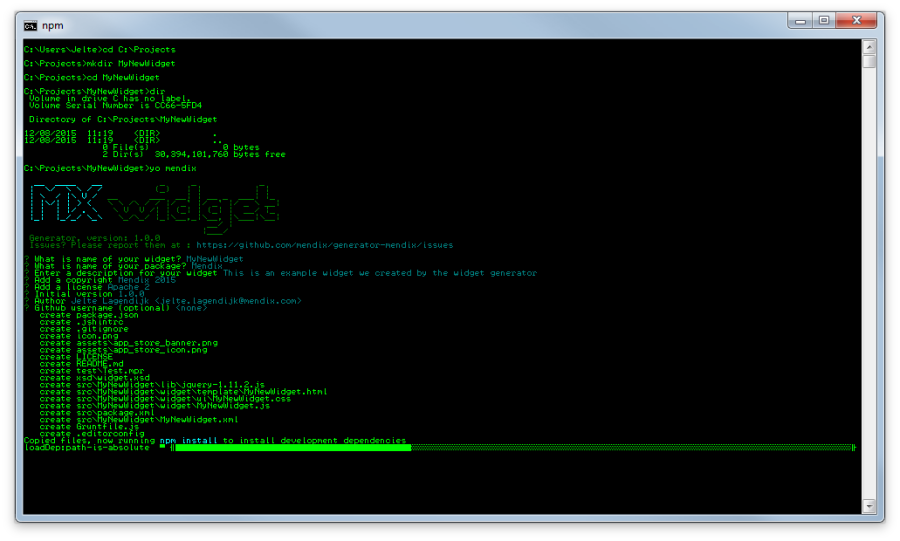 npm
C:\Users\Jelte>cd C:\Projects
C:\Projects>mkdir MyNewWidget
C:\Projects>cd MyNewWidget
C:\Projects\MyNewWidget>dir
Volume in drive C has no label.
Volume Serial Number is CC66-5FD4
Directory of C:\Projects\MyNewWidget
12/08/2015 11:19 <DIR> .
12/08/2015 11:19 <DIR> ..
0 File(s) 0 bytes
2 Dir(s) 30,394,101,760 bytes free
C:\Projects\MyNewWidget>yo mendix
MX widget
Generator, version: 1.0.0
Issues? Please report them at : https://github.com/mendix/generator-mendix/issues
? What is name of your widget? MyNewWidget
? What is name of your package? Mendix
? Enter a description for your widget This is an example widget we created by the widget generator
? Add a copyright Mendix 2015
? Add a license Apache 2
? Initial version 1.0.0
? Author Jelte Lagendijk <jelte.lagendijk@mendix.com>
? Github username (optional) <none>
create package.json
create .jshintrc
create .gitignore
create icon.png
create assets\app_store_banner.png
create assets\app_store_icon.png
create LICENSE
create README.md
create test\Test.mpr
create xsd\widget.xsd
create src\MyNewWidget\lib\jquery-1.11.2.js
create src\MyNewWidget\widget\template\MyNewWidget.html
create src\MyNewWidget\widget\ui\MyNewWidget.css
create src\MyNewWidget\widget\MyNewWidget.js
create src\package.xml
create src\MyNewWidget\MyNewWidget.xml
create Gruntfile.js
create .editorconfig
Copied files, now running npm install to install development dependencies
loadDep:path-is-absolute